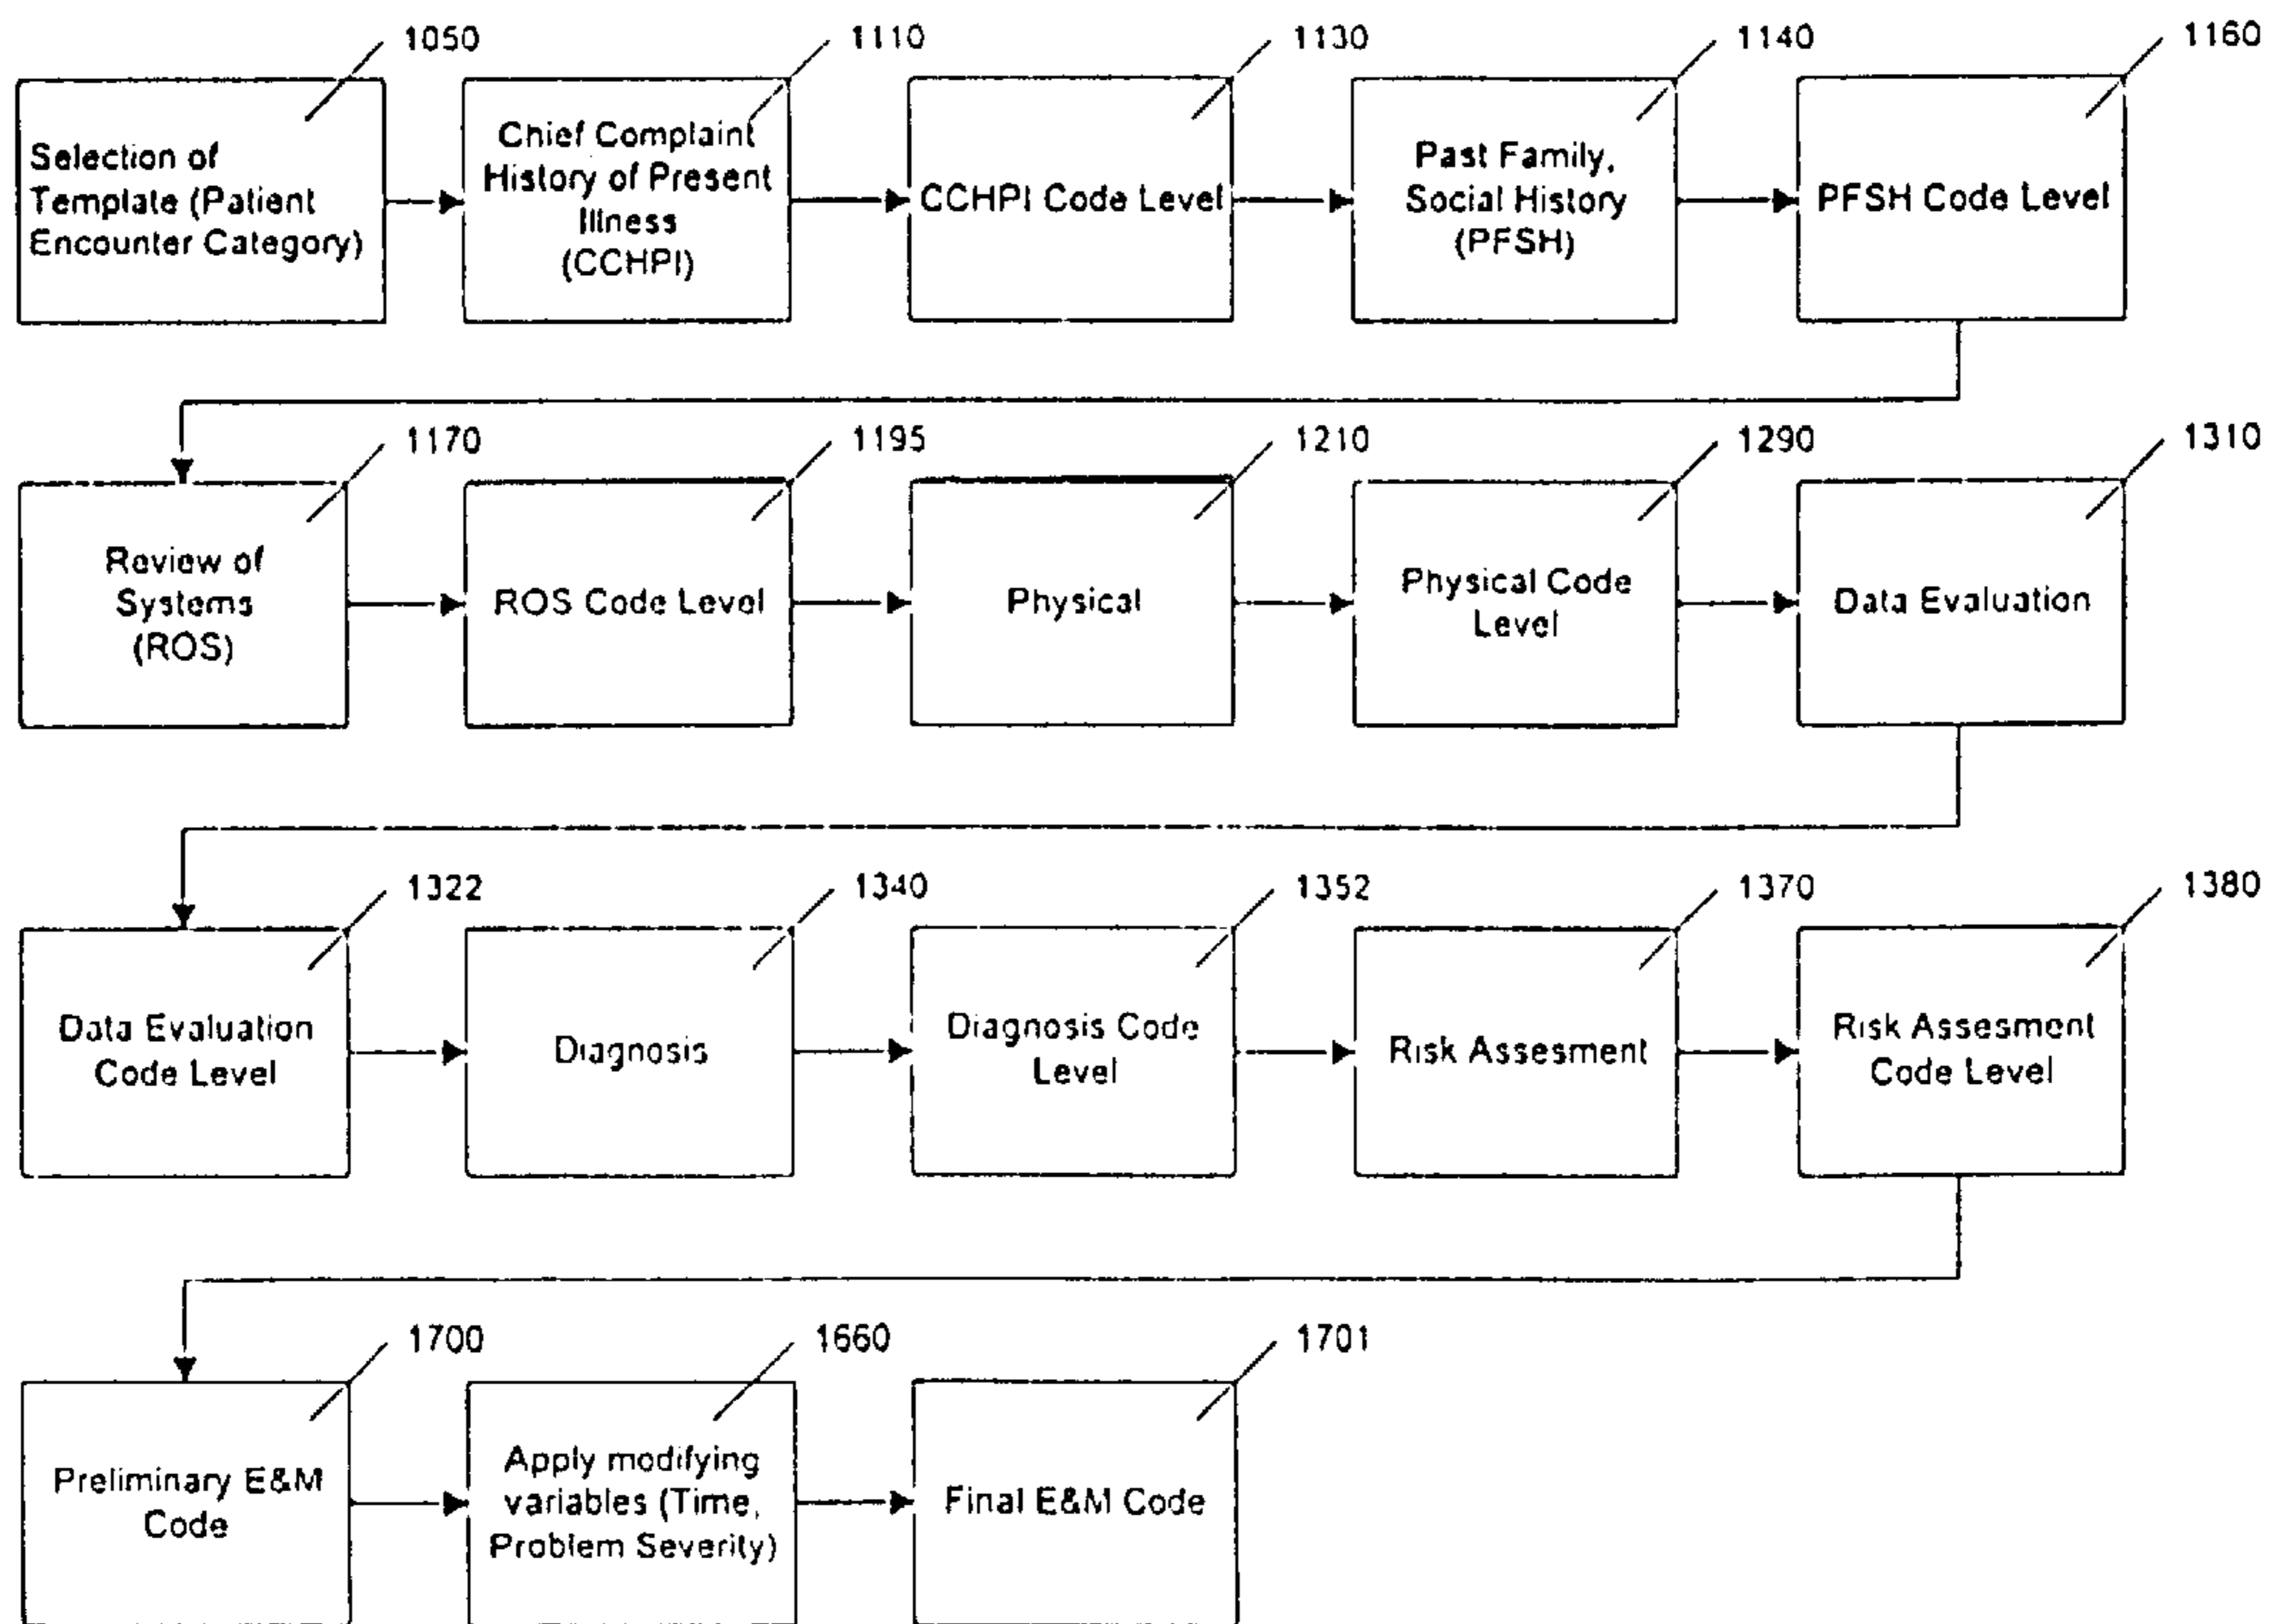 1050
1110
1130
1140
1160
Selection of
Template (Patient
Encounter Category)
Chief Complaint
History of Present
Illness
(CCHPI)
CCHPI Code Level
Past Family,
Social History
(PFSH)
PFSH Code Level
1170
1195
1210
1290
1310
Review of
Systems
(ROS)
ROS Code Level
Physical
Physical Code
Level
Data Evaluation
1322
1340
1352
1370
1380
Data Evaluation
Code Level
Diagnosis
Diagnosis Code
Level
Risk Assesment
Risk Assesment
Code Level
1700
1660
1701
Preliminary E&M
Code
Apply modifying
variables (Time,
Problem Severity)
Final E&M Code